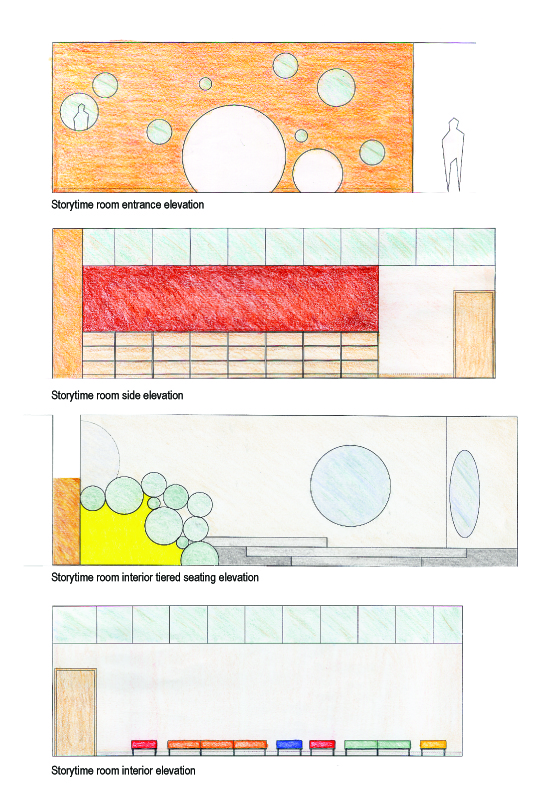 Storytime room entrance elevation
Storytime room side elevation
Storytime room interior tiered seating elevation
Storytime room interior elevation